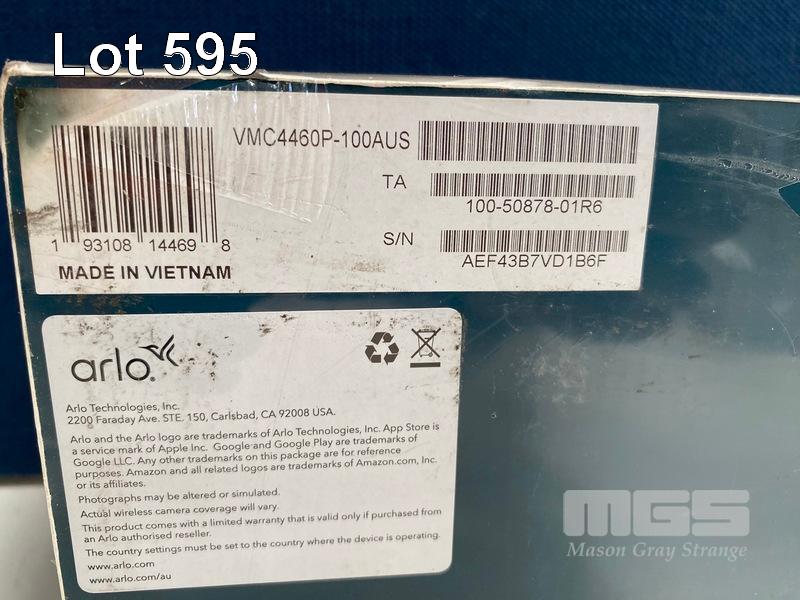 Lot 595
VMC4460P-100AUS
TA
100-50878-01R6
S/N
AEF43B7VD1B6F
1 93108 14469 8
MADE IN VIETNAM
arlo
Arlo Technologies, Inc.
2200 Faraday Ave. STE. 150, Carlsbad, CA 92008 USA.
Arlo and the Arlo logo are trademarks of Arlo Technologies, Inc. App Store is
a service mark of Apple Inc. Google and Google Play are trademarks of
Google LLC. Any other trademarks on this package are for reference
purposes. Amazon and all related logos are trademarks of Amazon.com, Inc.
or its affiliates.
Photographs may be altered or simulated.
Actual wireless camera coverage will vary.
This product comes with a limited warranty that is valid only if purchased from
an Arlo authorised reseller.
The country settings must be set to the country where the device is operating.
www.arlo.com
www.arlo.com/au
MGS
Mason Gray Strange